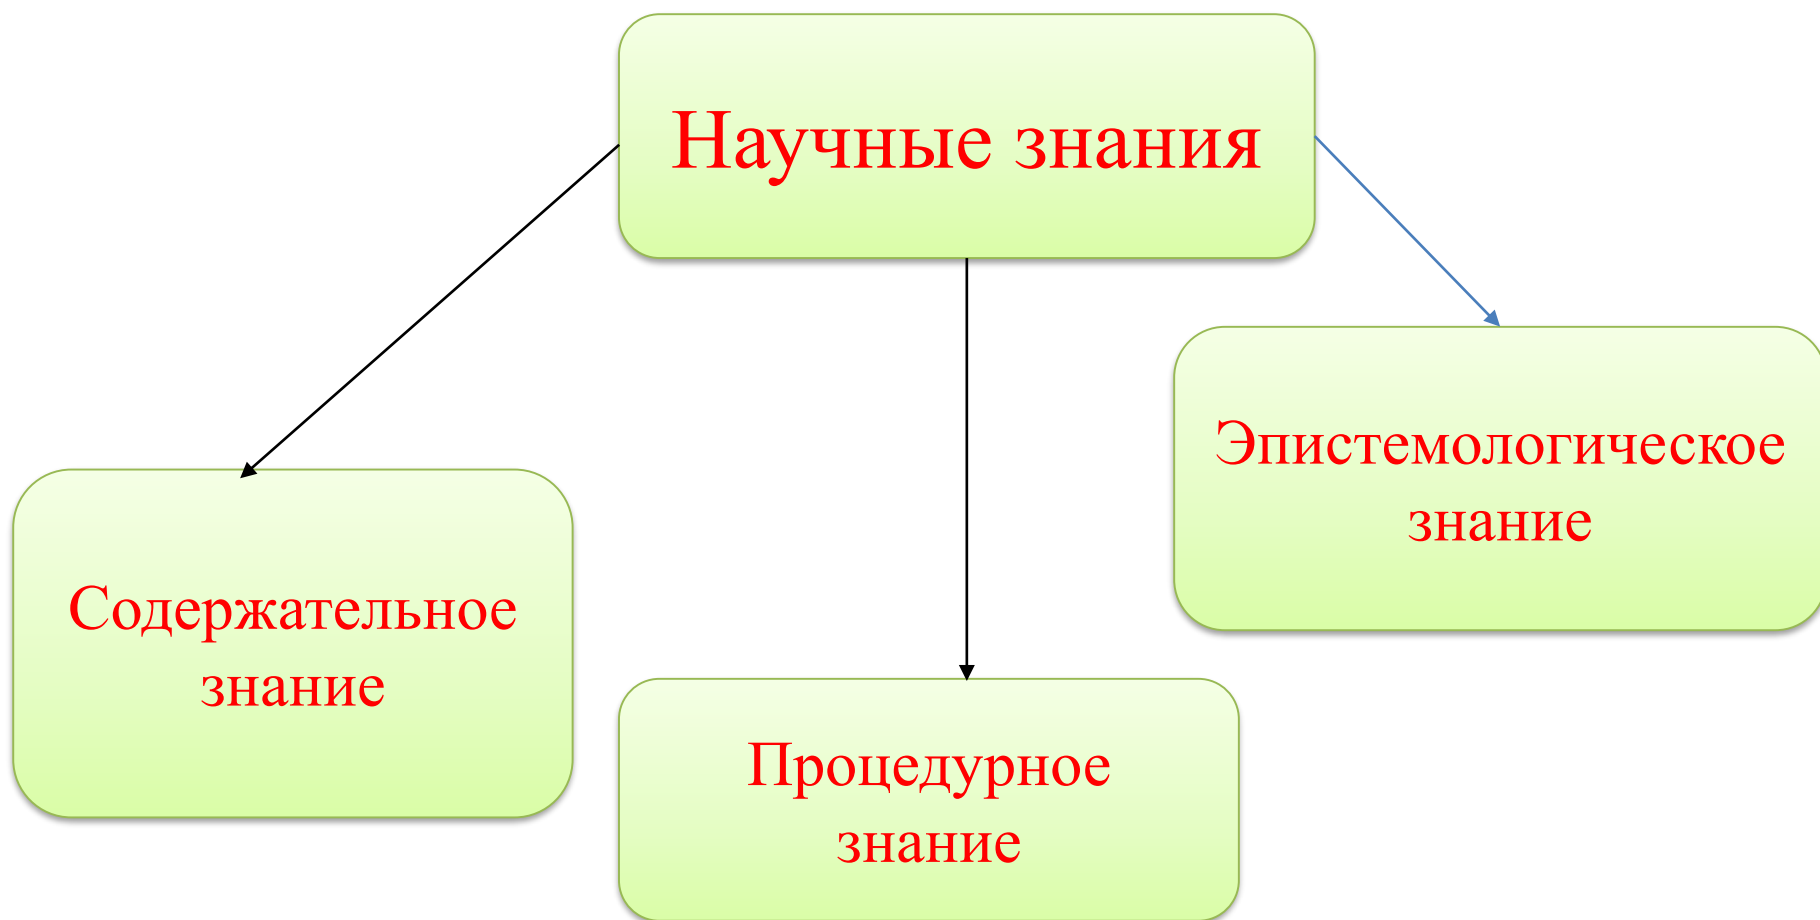 Научные знания
Содержательное
знание
Процедурное
знание
Эпистемологическое
знание